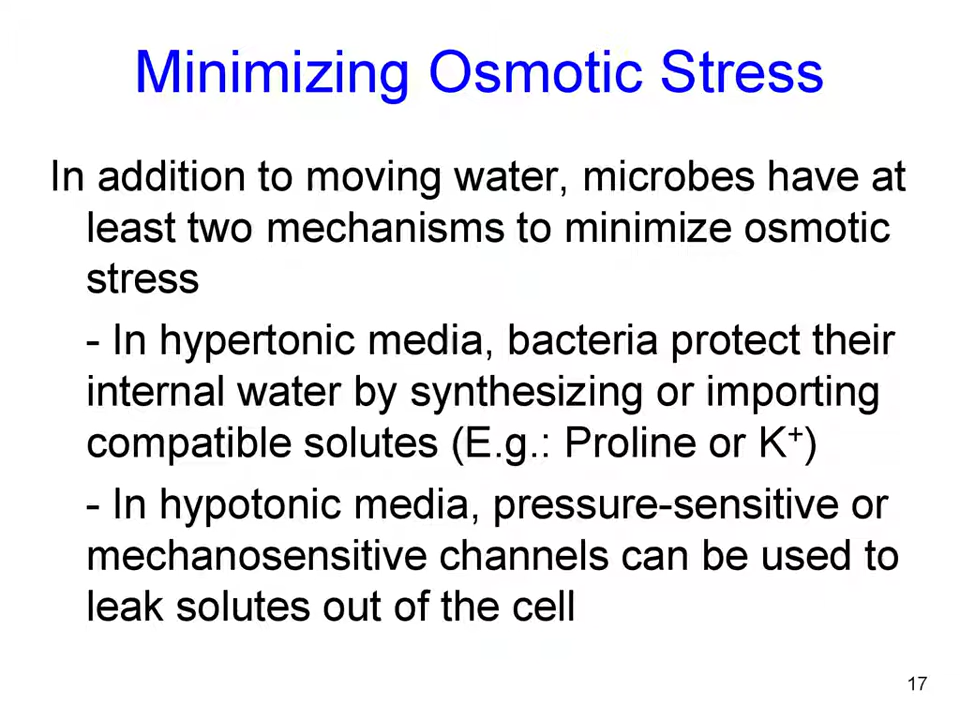 Minimizing Osmotic Stress
In addition to moving water, microbes have at
least two mechanisms to minimize osmotic
stress
- In hypertonic media, bacteria protect their
internal water by synthesizing or importing
compatible solutes (E.g.: Proline or K⁺)
- In hypotonic media, pressure-sensitive or
mechanosensitive channels can be used to
leak solutes out of the cell
17